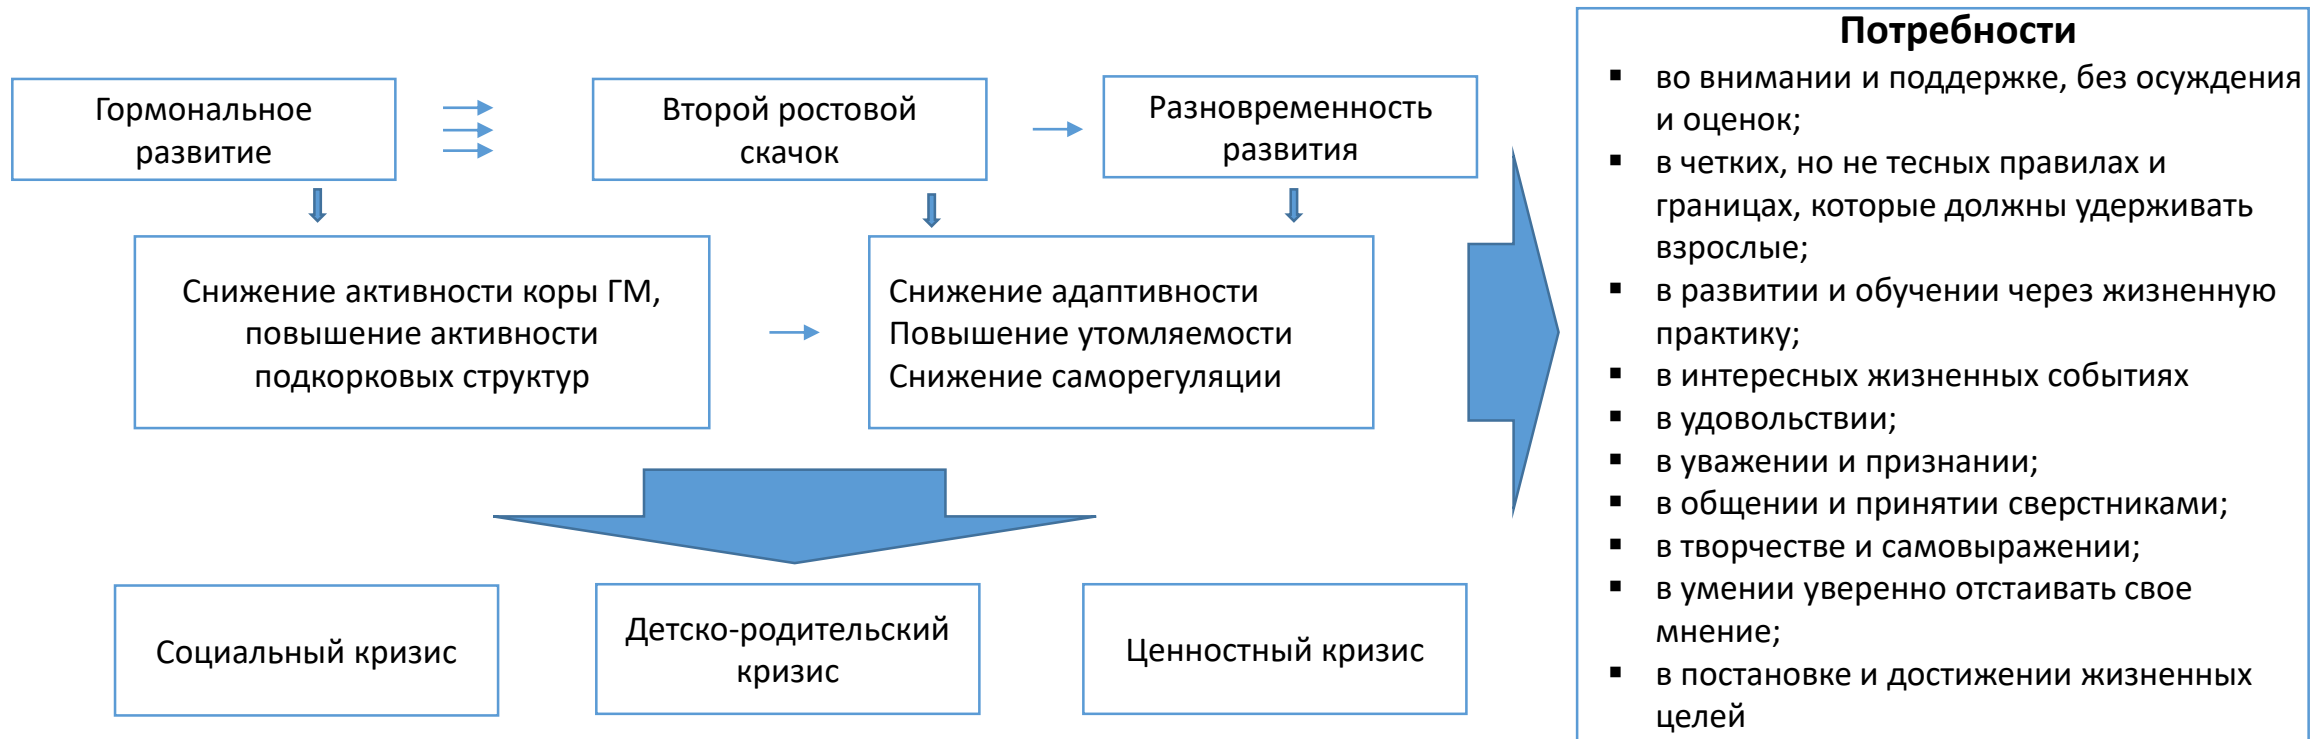 Гормональное
развитие
Второй ростовой
скачок
Разновременность
развития
Снижение активности коры ГМ,
повышение активности
подкорковых структур
Снижение адаптивности
Повышение утомляемости
Снижение саморегуляции
Социальный кризис
Детско-родительский
кризис
Ценностный кризис
Потребности
▪ во внимании и поддержке, без осуждения
и оценок;
▪ в четких, но не тесных правилах и
границах, которые должны удерживать
взрослые;
▪ в развитии и обучении через жизненную
практику;
▪ в интересных жизненных событиях
▪ в удовольствии;
▪ в уважении и признании;
▪ в общении и принятии сверстниками;
▪ в творчестве и самовыражении;
▪ в умении уверенно отстаивать свое
мнение;
▪ в постановке и достижении жизненных
целей